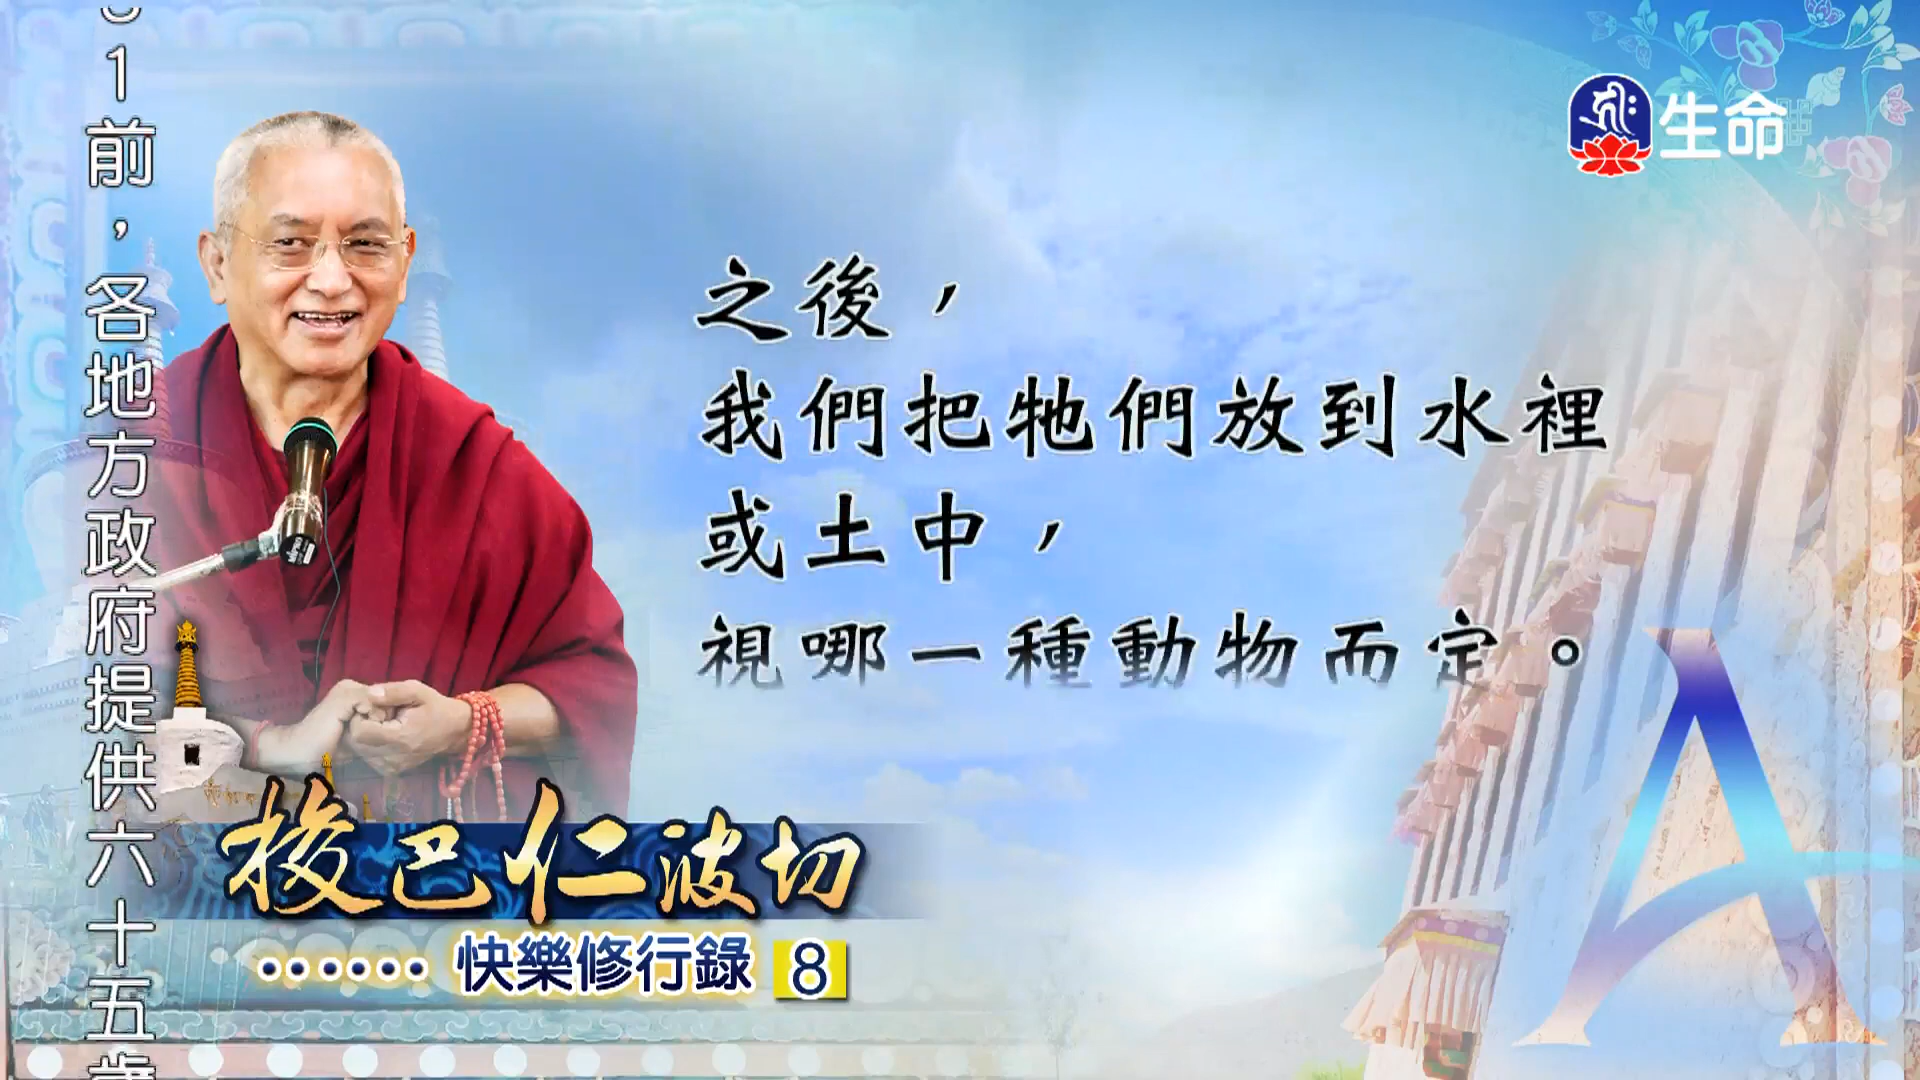 1前，各地方政府提供六十五歲
生命
之後，
我們把牠們放到水裡
或土中，
視哪一種動物而定。
梭巴仁波切
快樂修行錄 8